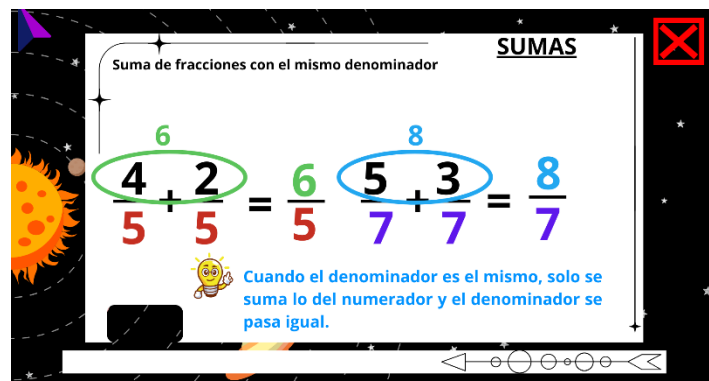 SUMAS
Suma de fracciones con el mismo denominador
6 8
4/5 + 2/5 = 6/5 5/7 + 3/7 = 8/7
Cuando el denominador es el mismo, solo se
suma lo del numerador y el denominador se
pasa igual.